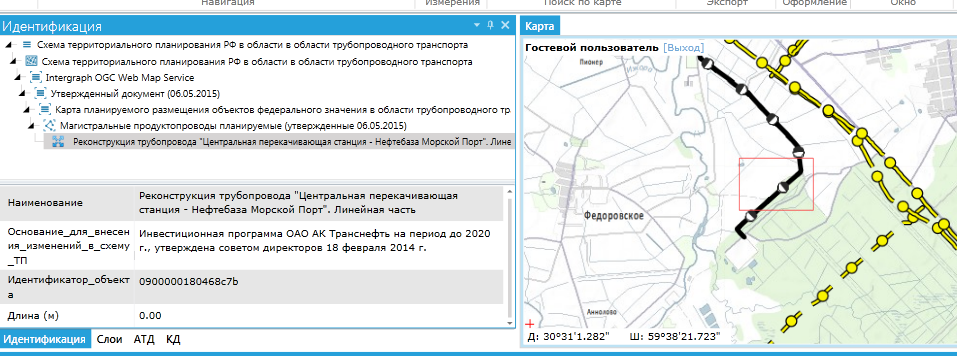 Навигация
Измерения
Поиск по карте
Экспорт
Оформление
Окно
Идентификация
Схема территориального планирования РФ в области в области трубопроводного транспорта
Схема территориального планирования РФ в области в области трубопроводного транспорта
Intergraph OGC Web Map Service
Утвержденный документ (06.05.2015)
Карта планируемого размещения объектов федерального значения в области трубопроводного тр
Магистральные продуктопроводы планируемые (утвержденные 06.05.2015)
Реконструкция трубопровода "Центральная перекачивающая станция - Нефтебаза Морской Порт". Лине
Наименование
Реконструкция трубопровода "Центральная перекачивающая
станция - Нефтебаза Морской Порт". Линейная часть
Основание_для_внесен
ия_изменений_в_схему
_ТП
Инвестиционная программа ОАО АК Транснефть на период до 2020
г., утверждена советом директоров 18 февраля 2014 г.
Идентификатор_объект
а
0900000180468c7b
Длина (м)
0.00
Идентификация
Слои
АТД
КД
Карта
Гостевой пользователь [Выход]
Пионер
Федоровское
Аннолово
Д: 30°31'1.282" Ш: 59°38'21.723"